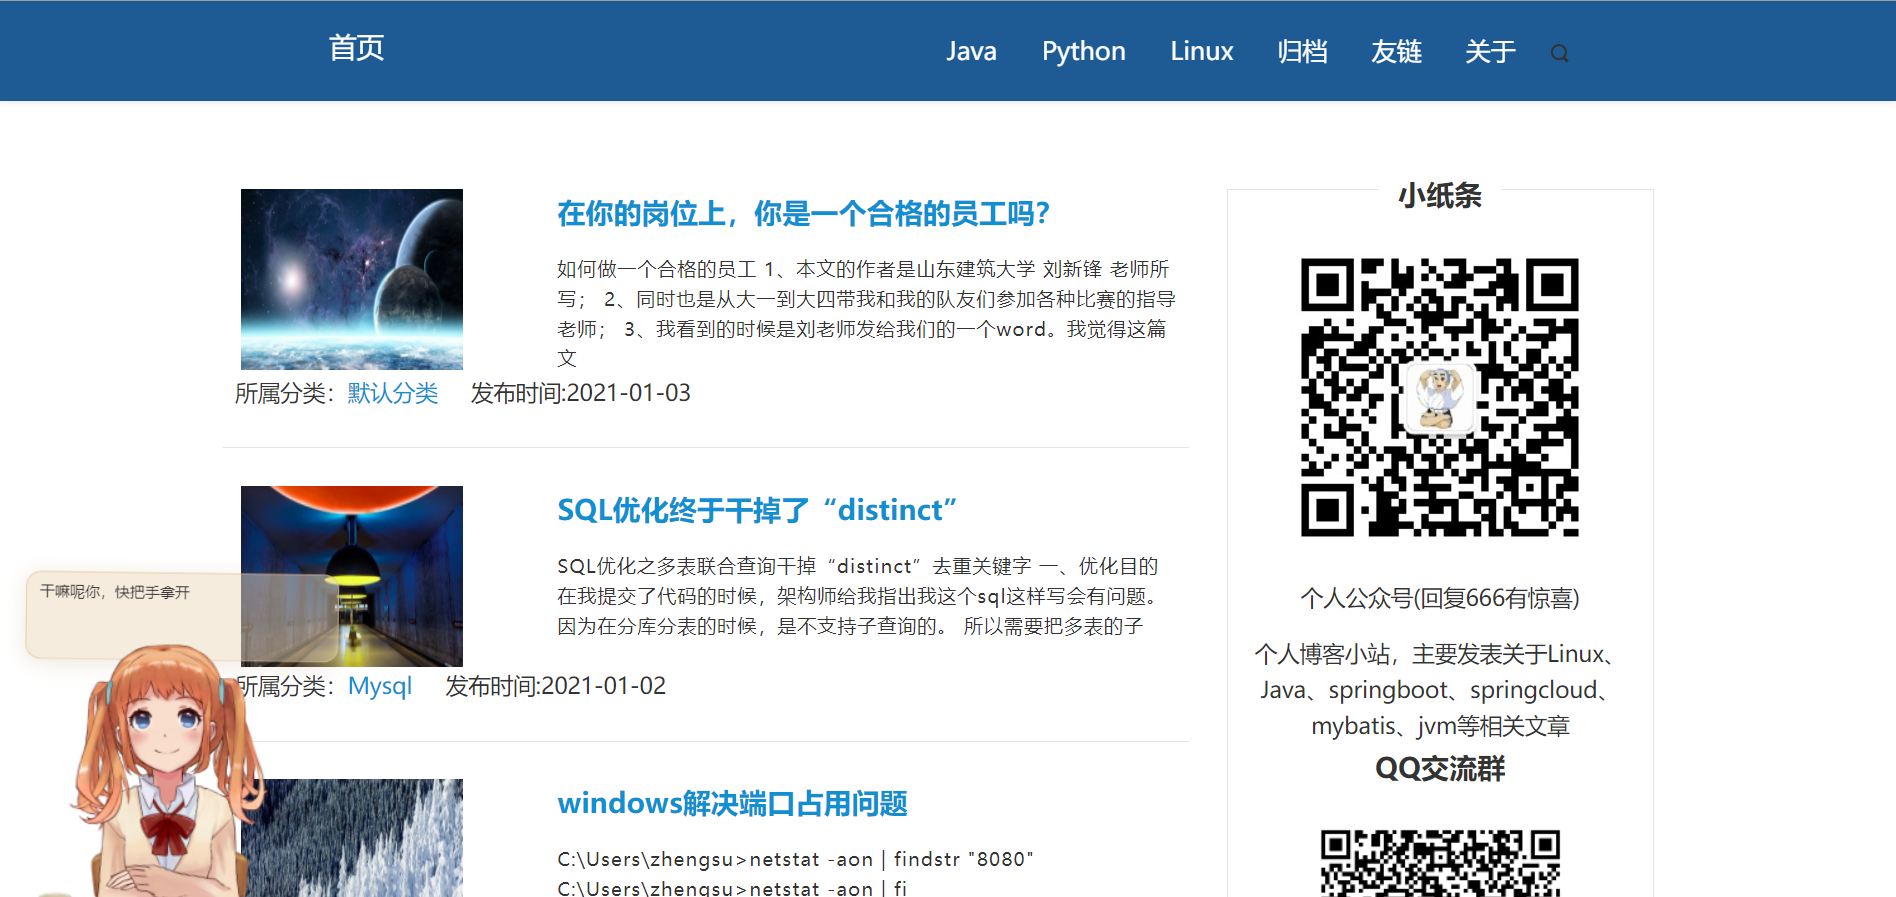 首页
Java
Python
Linux
归档
友链
关于
在你的岗位上，你是一个合格的员工吗？
如何做一个合格的员工 1、本文的作者是山东建筑大学 刘新锋 老师所
写； 2、同时也是从大一到大四带我和我的队友们参加各种比赛的指导
老师； 3、我看到的时候是刘老师发给我们的一个word。我觉得这篇
文
所属分类：默认分类 发布时间:2021-01-03
SQL优化终于干掉了“distinct”
SQL优化之多表联合查询干掉“distinct”去重关键字 一、优化目的
在我提交了代码的时候，架构师给我指出我这个sql这样写会有问题。
因为在分库分表的时候，是不支持子查询的。 所以需要把多表的子
所属分类：Mysql 发布时间:2021-01-02
windows解决端口占用问题
C:\Users\zhengsu>netstat -aon | findstr "8080"
C:\Users\zhengsu>netstat -aon | fi
干嘛呢你，快把手拿开
小纸条
个人公众号(回复666有惊喜)
个人博客小站，主要发表关于Linux、
Java、springboot、springcloud、
mybatis、jvm等相关文章
QQ交流群